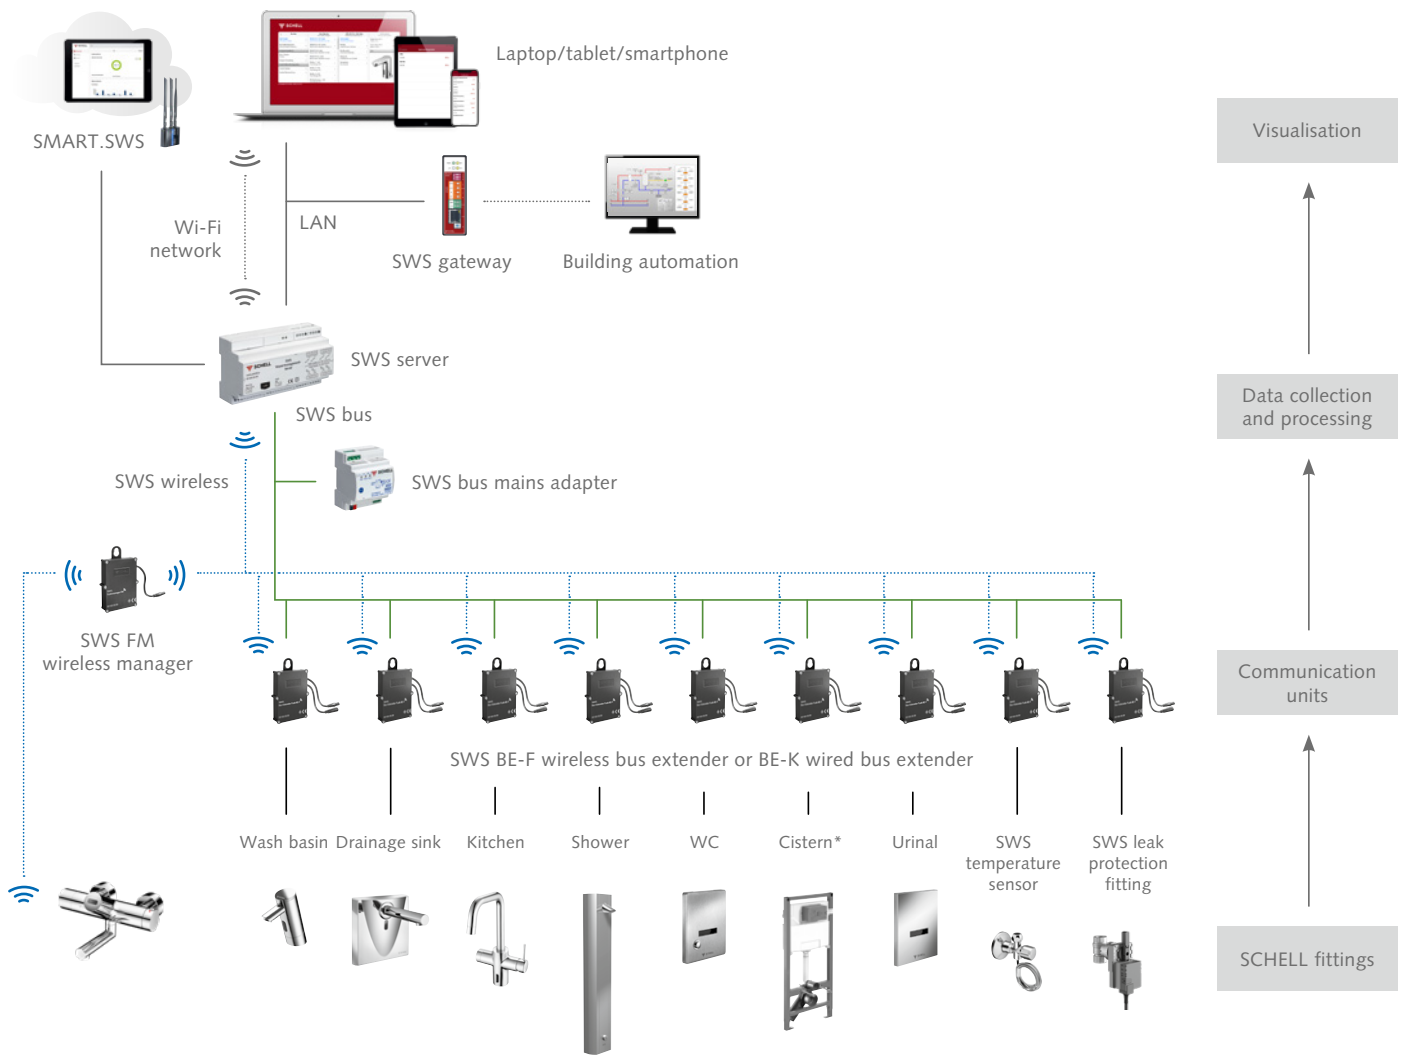 Laptop/tablet/smartphone
SMART.SWS
Visualisation
Wi-Fi
network
LAN
SWS gateway
Building automation
SWS server
SCHELL
Data collection
and processing
SWS bus
SWS wireless
SCHELL
SWS bus mains adapter
SWS FM
wireless manager
Communication
units
SWS BE-F wireless bus extender or BE-K wired bus extender
Wash basin
Drainage sink
Kitchen
Shower
WC
Cistern*
Urinal
SWS
temperature
sensor
SWS leak
protection
fitting
SCHELL fittings